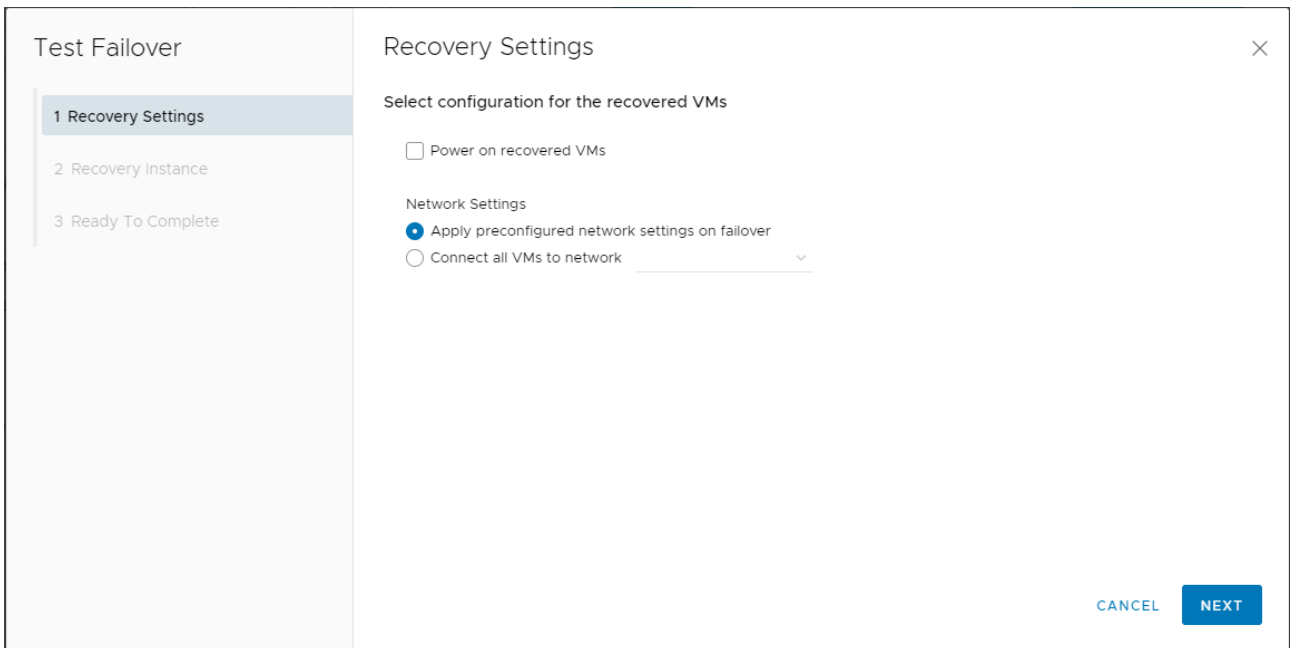 Test Failover
1 Recovery Settings
2 Recovery Instance
3 Ready To Complete
Recovery Settings
Select configuration for the recovered VMs
Power on recovered VMs
Network Settings
Apply preconfigured network settings on failover
Connect all VMs to network
CANCEL
NEXT